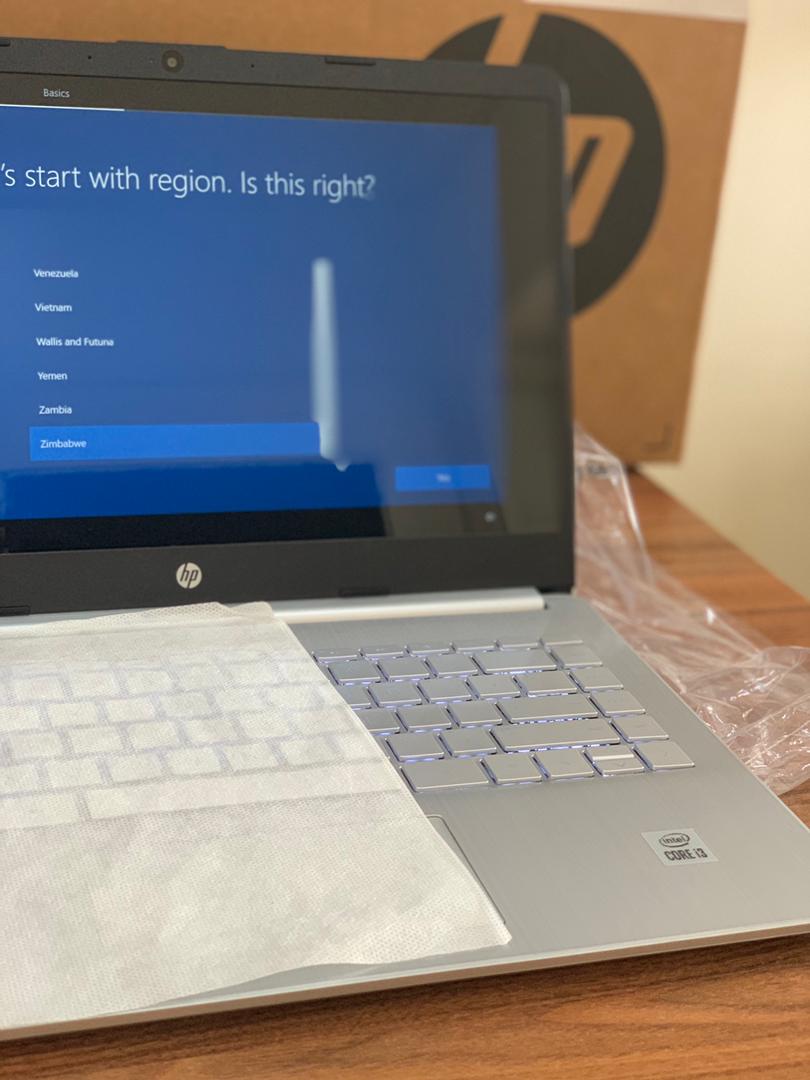 Basics
's start with region. Is this right?
Venezuela
Vietnam
Wallis and Futuna
Yemen
Zambia
Zimbabwe
Yes
hp
intel
CORE i3